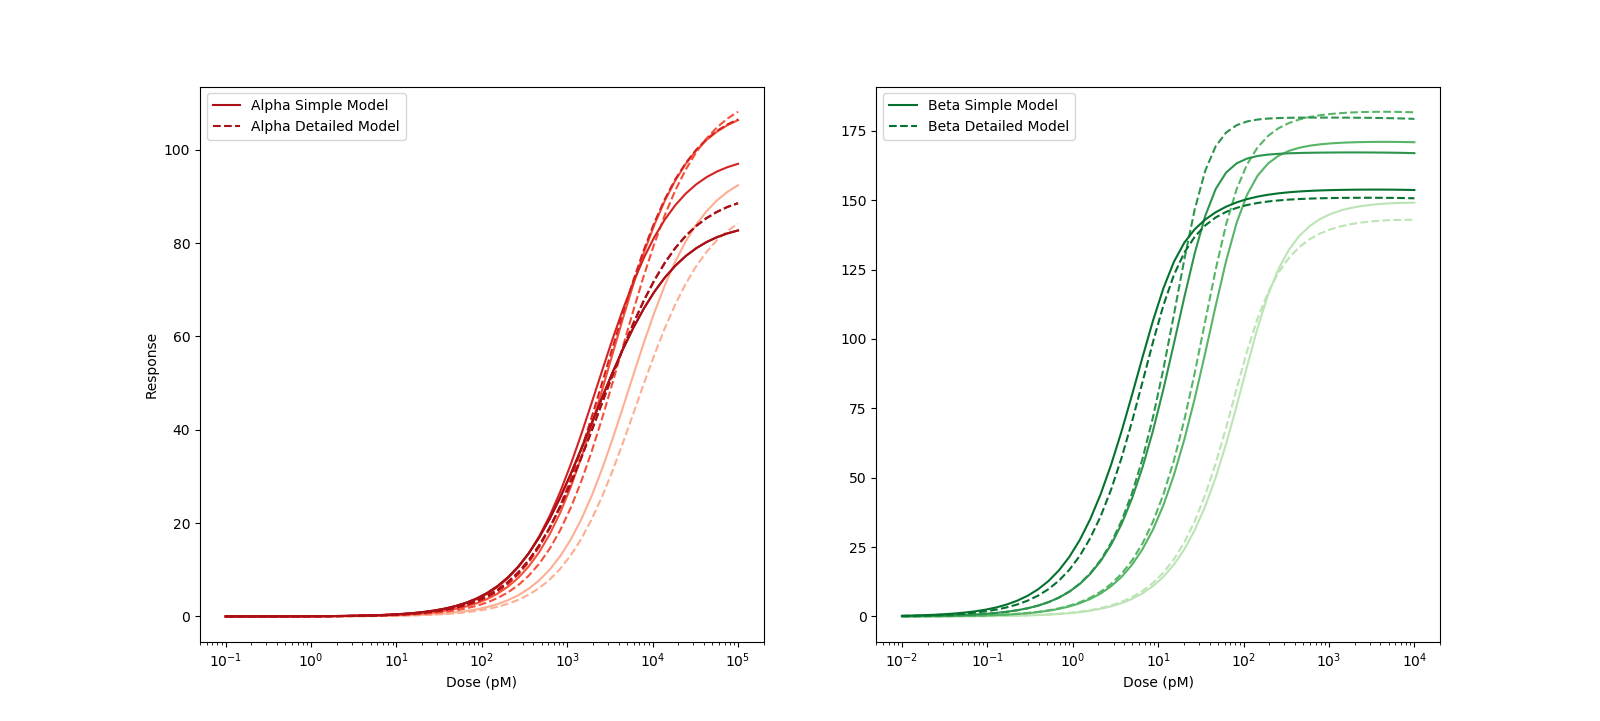 Alpha Simple Model
Alpha Detailed Model
Response
100
80
60
40
20
0
10⁻¹ 10⁰ 10¹ 10² 10³ 10⁴ 10⁵
Dose (pM)
Beta Simple Model
Beta Detailed Model
175
150
125
100
75
50
25
0
10⁻² 10⁻¹ 10⁰ 10¹ 10² 10³ 10⁴
Dose (pM)